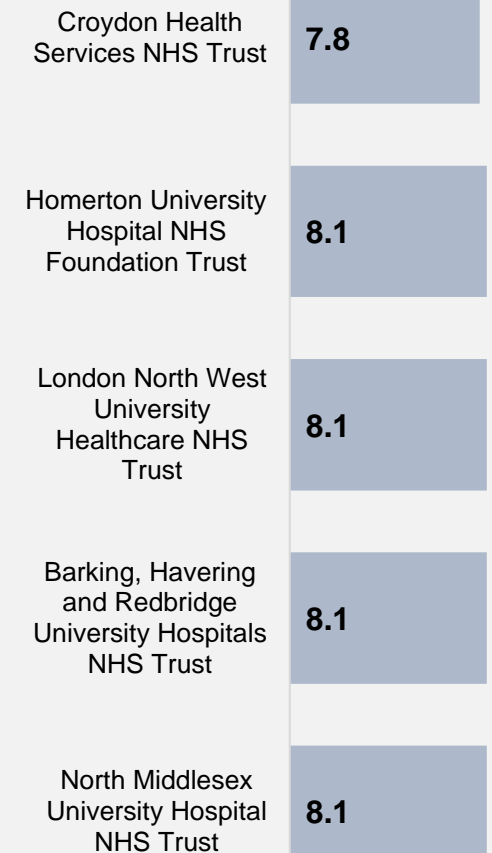 Croydon Health
Services NHS Trust
7.8
Homerton University
Hospital NHS
Foundation Trust
8.1
London North West
University
Healthcare NHS
Trust
8.1
Barking, Havering
and Redbridge
University Hospitals
NHS Trust
8.1
North Middlesex
University Hospital
NHS Trust
8.1